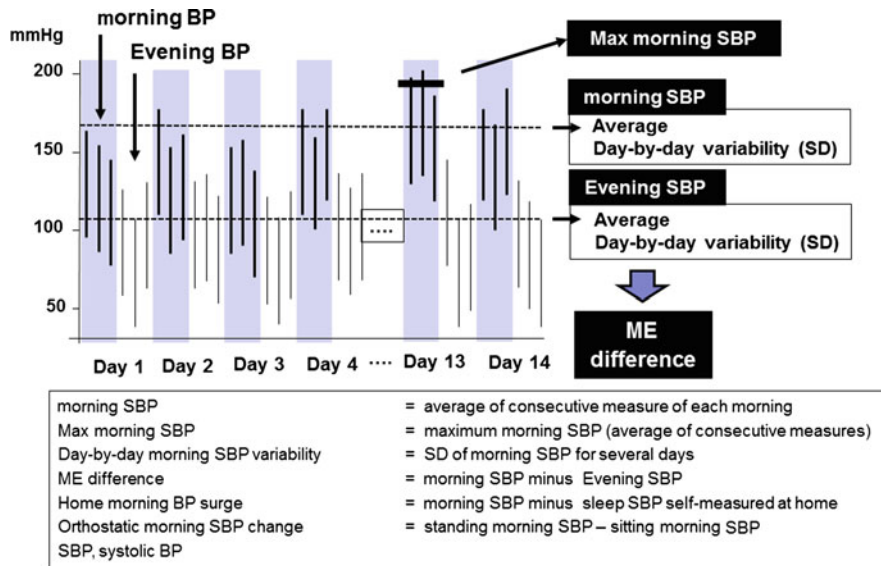 morning BP
mmHg
Evening BP
200
150
100
50
....
Day 1 Day 2 Day 3 Day 4 .... Day 13 Day 14
Max morning SBP
morning SBP
Average
Day-by-day variability (SD)
Evening SBP
Average
Day-by-day variability (SD)
ME
difference
morning SBP = average of consecutive measure of each morning
Max morning SBP = maximum morning SBP (average of consecutive measures)
Day-by-day morning SBP variability = SD of morning SBP for several days
ME difference = morning SBP minus Evening SBP
Home morning BP surge = morning SBP minus sleep SBP self-measured at home
Orthostatic morning SBP change = standing morning SBP – sitting morning SBP
SBP, systolic BP